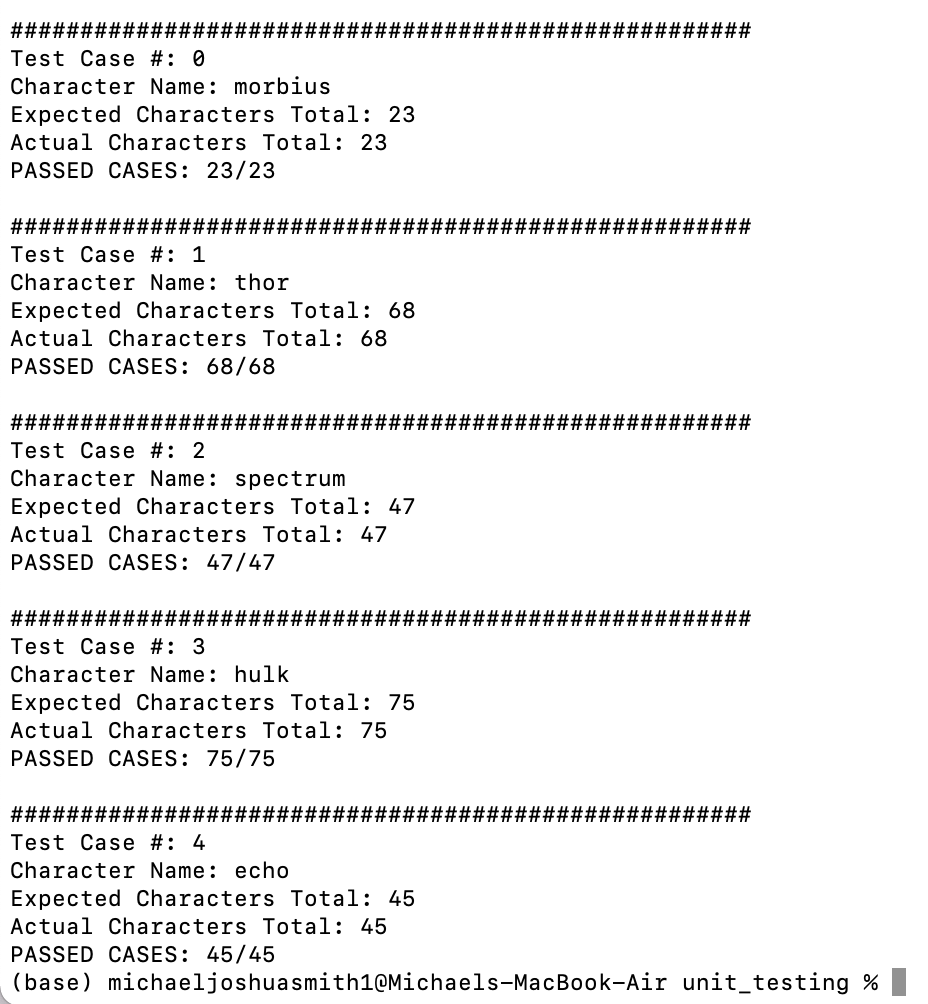 #####################################################
Test Case #: 0
Character Name: morbius
Expected Characters Total: 23
Actual Characters Total: 23
PASSED CASES: 23/23
#####################################################
Test Case #: 1
Character Name: thor
Expected Characters Total: 68
Actual Characters Total: 68
PASSED CASES: 68/68
#####################################################
Test Case #: 2
Character Name: spectrum
Expected Characters Total: 47
Actual Characters Total: 47
PASSED CASES: 47/47
#####################################################
Test Case #: 3
Character Name: hulk
Expected Characters Total: 75
Actual Characters Total: 75
PASSED CASES: 75/75
#####################################################
Test Case #: 4
Character Name: echo
Expected Characters Total: 45
Actual Characters Total: 45
PASSED CASES: 45/45
(base) michaeljoshuasmith1@Michaels-MacBook-Air unit_testing %